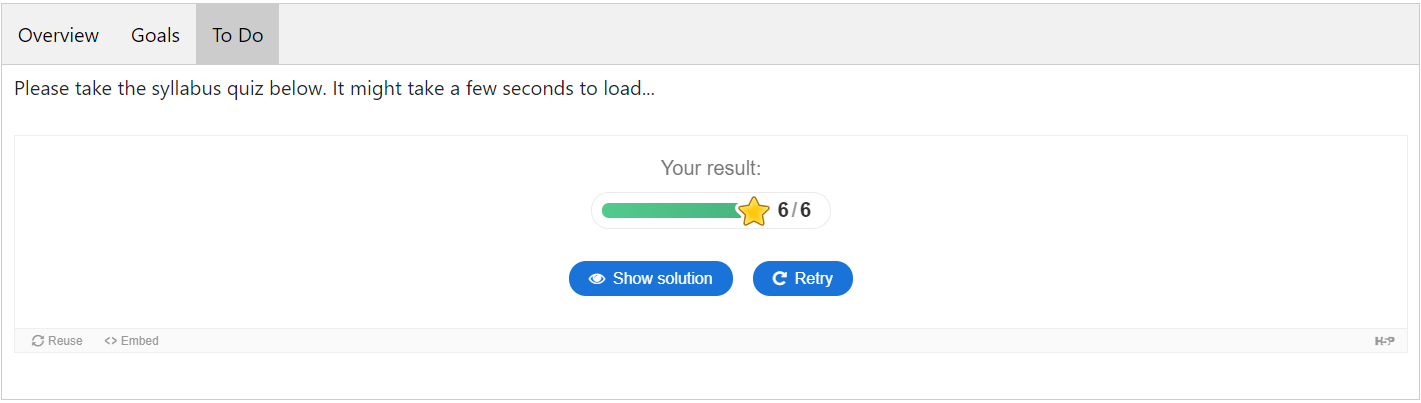 Overview Goals To Do
Please take the syllabus quiz below. It might take a few seconds to load...
Your result:
6/6
Show solution Retry
Reuse <> Embed H-P